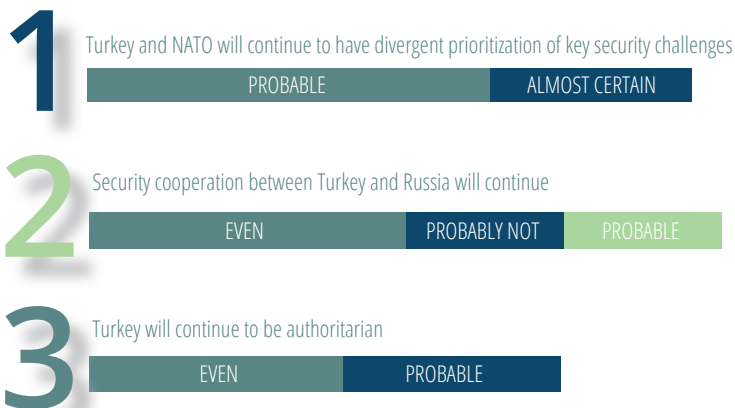 1
Turkey and NATO will continue to have divergent prioritization of key security challenges
PROBABLE ALMOST CERTAIN
2
Security cooperation between Turkey and Russia will continue
EVEN PROBABLY NOT PROBABLE
3
Turkey will continue to be authoritarian
EVEN PROBABLE